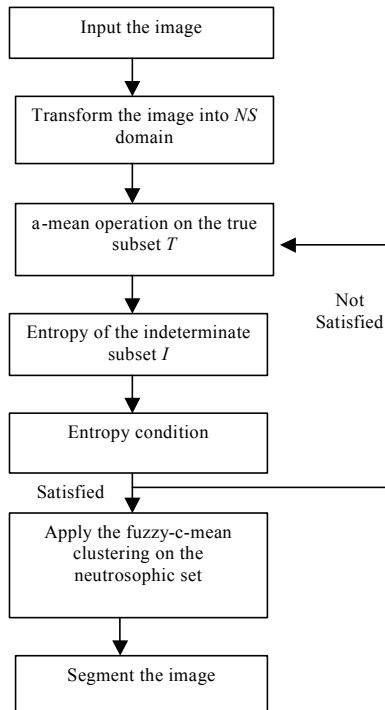 Input the image
Transform the image into NS
domain
a-mean operation on the true
subset T
Not
Satisfied
Entropy of the indeterminate
subset I
Entropy condition
Satisfied
Apply the fuzzy-c-mean
clustering on the
neutrosophic set
Segment the image